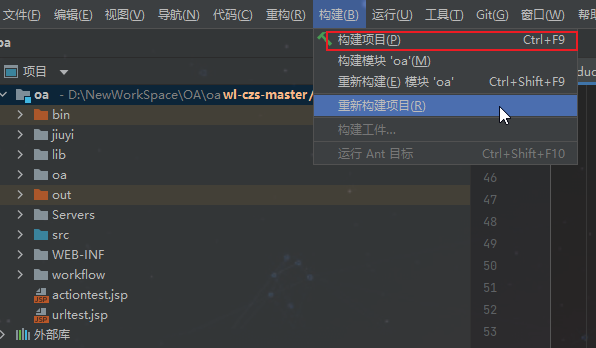 件(F) 编辑(E) 视图(V) 导航(N) 代码(C) 重构(R) 构建(B) 运行(U) 工具(T) Git(G) 窗口(W) 帮助(H)
oa
构建项目(P) Ctrl+F9
构建模块 'oa'(M)
重新构建(E) 模块 'oa' Ctrl+Shift+F9
重新构建项目(R)
构建工件...
运行 Ant 目标 Ctrl+Shift+F10
duc
项目
oa - D:\NewWorkSpace\OA\oa wl-czs-master/
bin
jiuyi
lib
oa
out
Servers
src
WEB-INF
workflow
actiontest.jsp
urltest.jsp
外部库
46
47
48
49
50
51
52
53